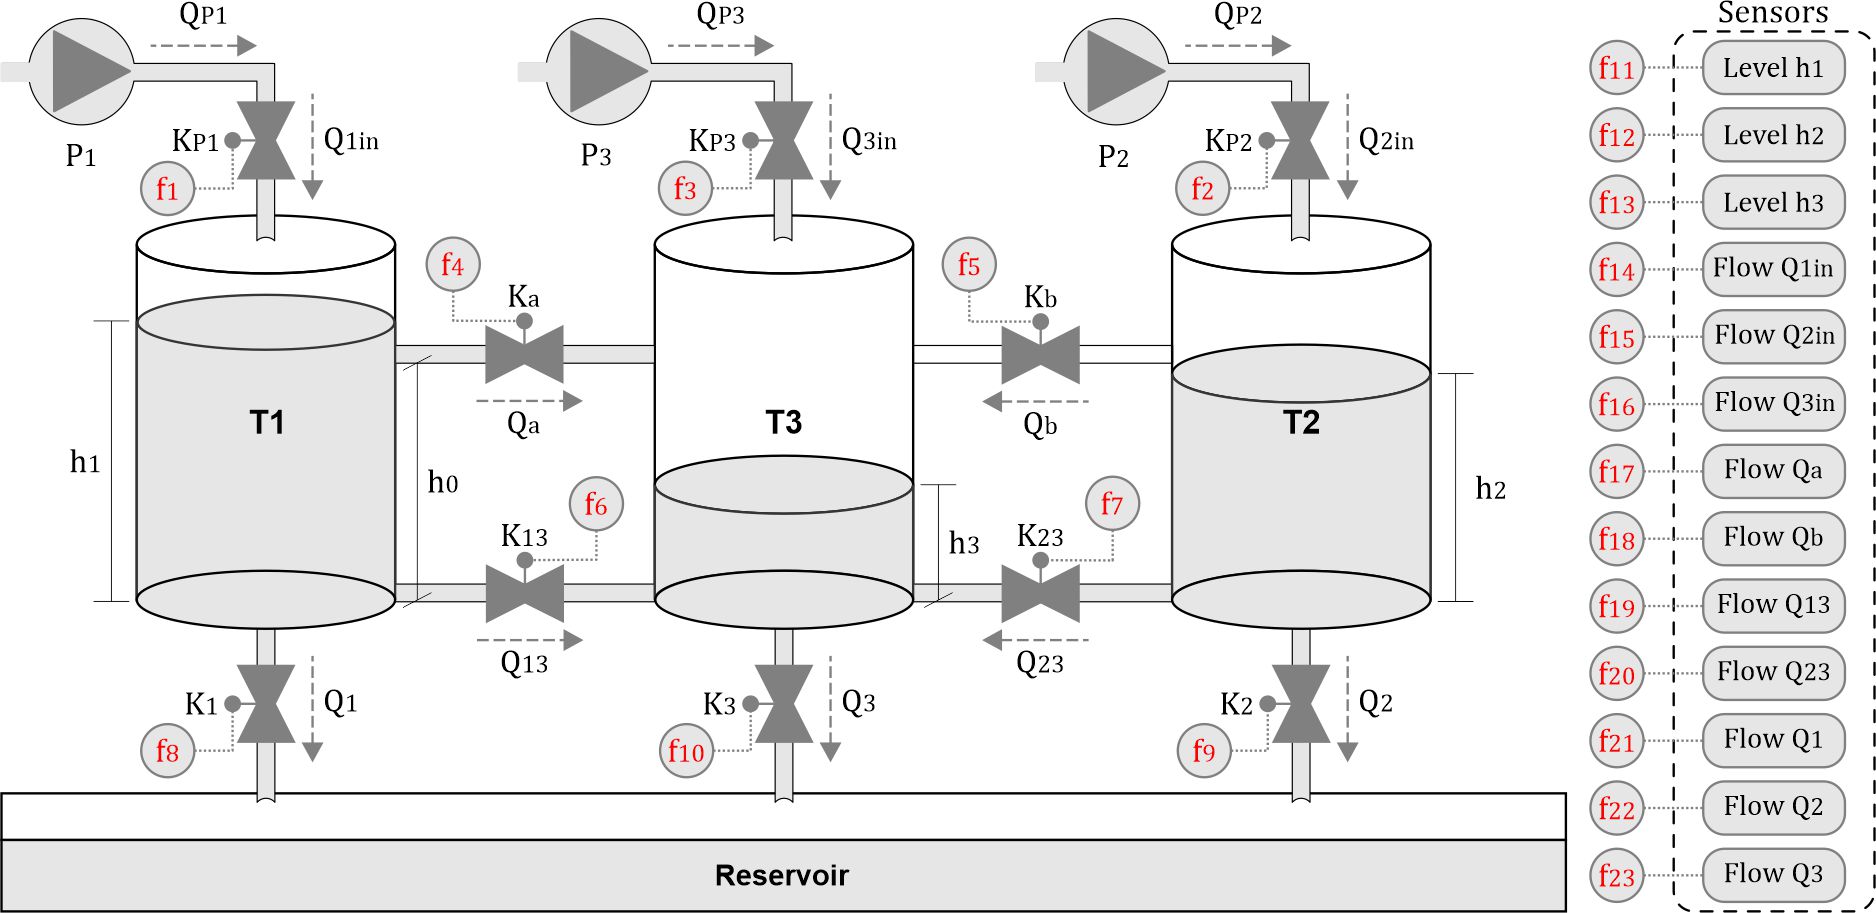 QP1
QP3
QP2
Sensors
P1
P3
P2
KP1
Q1in
KP3
Q3in
KP2
Q2in
f1
f3
f2
f4
Ka
Qa
f5
Kb
Qb
T1
T3
T2
h1
h0
h3
h2
f6
K13
Q13
f7
K23
Q23
K1
Q1
K3
Q3
K2
Q2
f8
f10
f9
Reservoir
f11 Level h1
f12 Level h2
f13 Level h3
f14 Flow Q1in
f15 Flow Q2in
f16 Flow Q3in
f17 Flow Qa
f18 Flow Qb
f19 Flow Q13
f20 Flow Q23
f21 Flow Q1
f22 Flow Q2
f23 Flow Q3